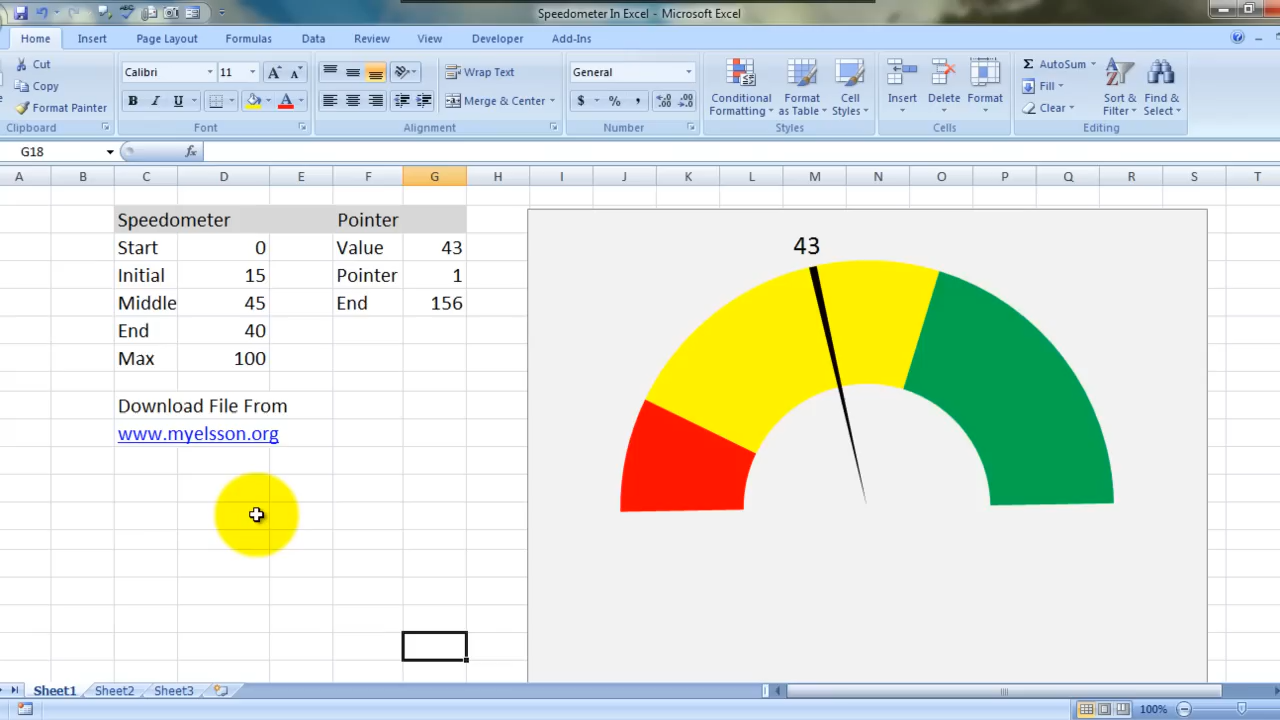 Speedometer In Excel - Microsoft Excel
Home Insert Page Layout Formulas Data Review View Developer Add-Ins
Cut
Copy
Format Painter
Clipboard
Calibri 11
B I U A
Font
Wrap Text
Merge & Center
Alignment
General
$ % ,
Number
Conditional Formatting
Format as Table
Cell Styles
Styles
Insert
Delete
Format
Cells
AutoSum
Fill
Clear
Sort & Filter
Find & Select
Editing
G18 fx
A B C D E F G H I J K L M N O P Q R S T
Speedometer Pointer
Start 0 Value 43
Initial 15 Pointer 1
Middle 45 End 156
End 40
Max 100
Download File From
www.myelsson.org
43
Sheet1 Sheet2 Sheet3
100%